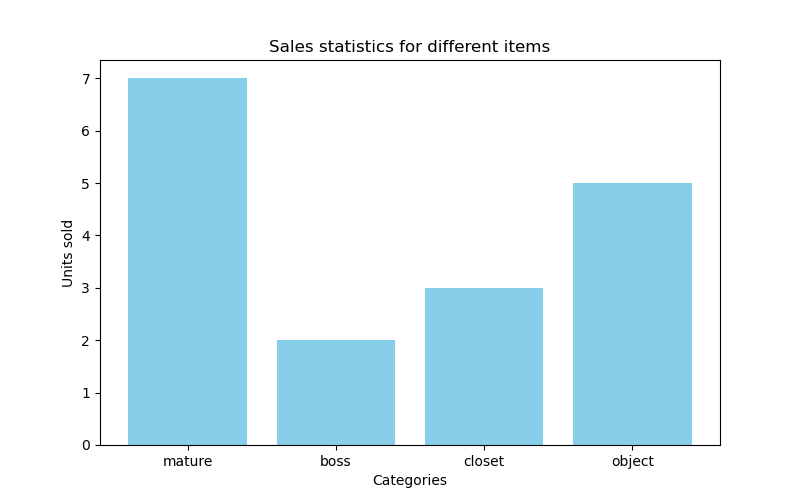 Sales statistics for different items
Units sold
7
6
5
4
3
2
1
0
mature boss closet object
Categories